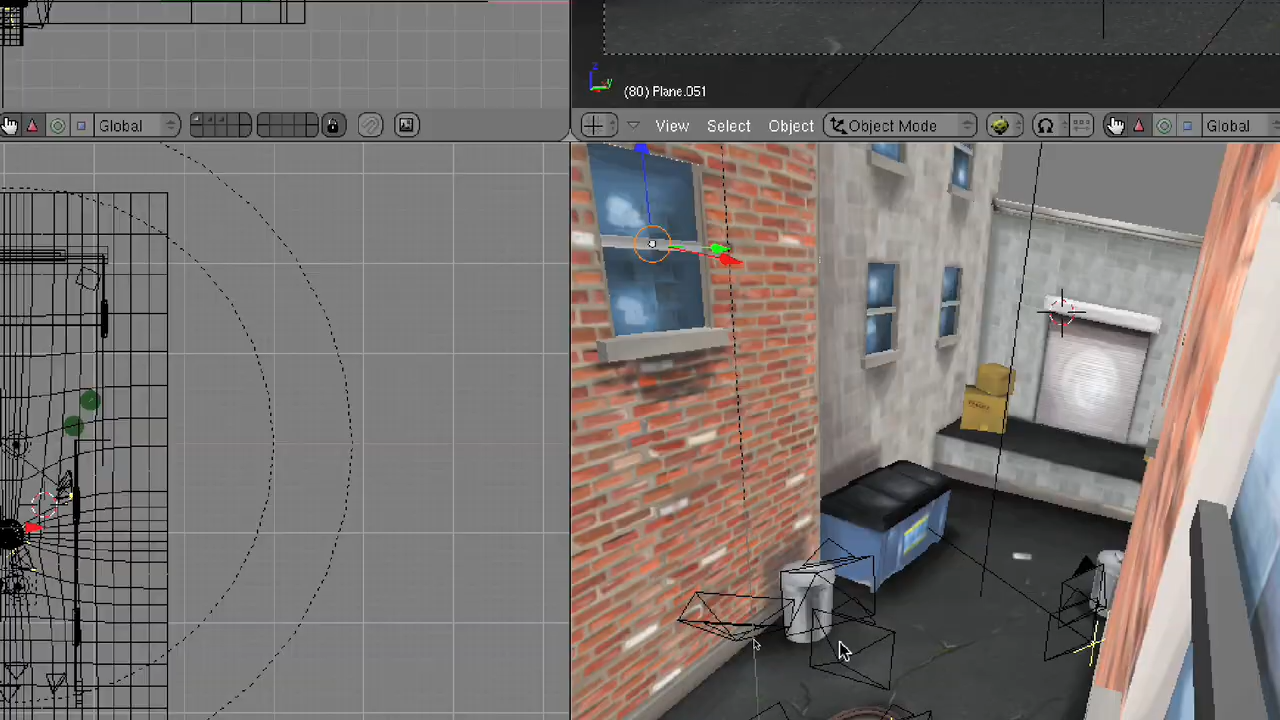 z
y
(80) Plane.051
Global
View Select Object Object Mode Global